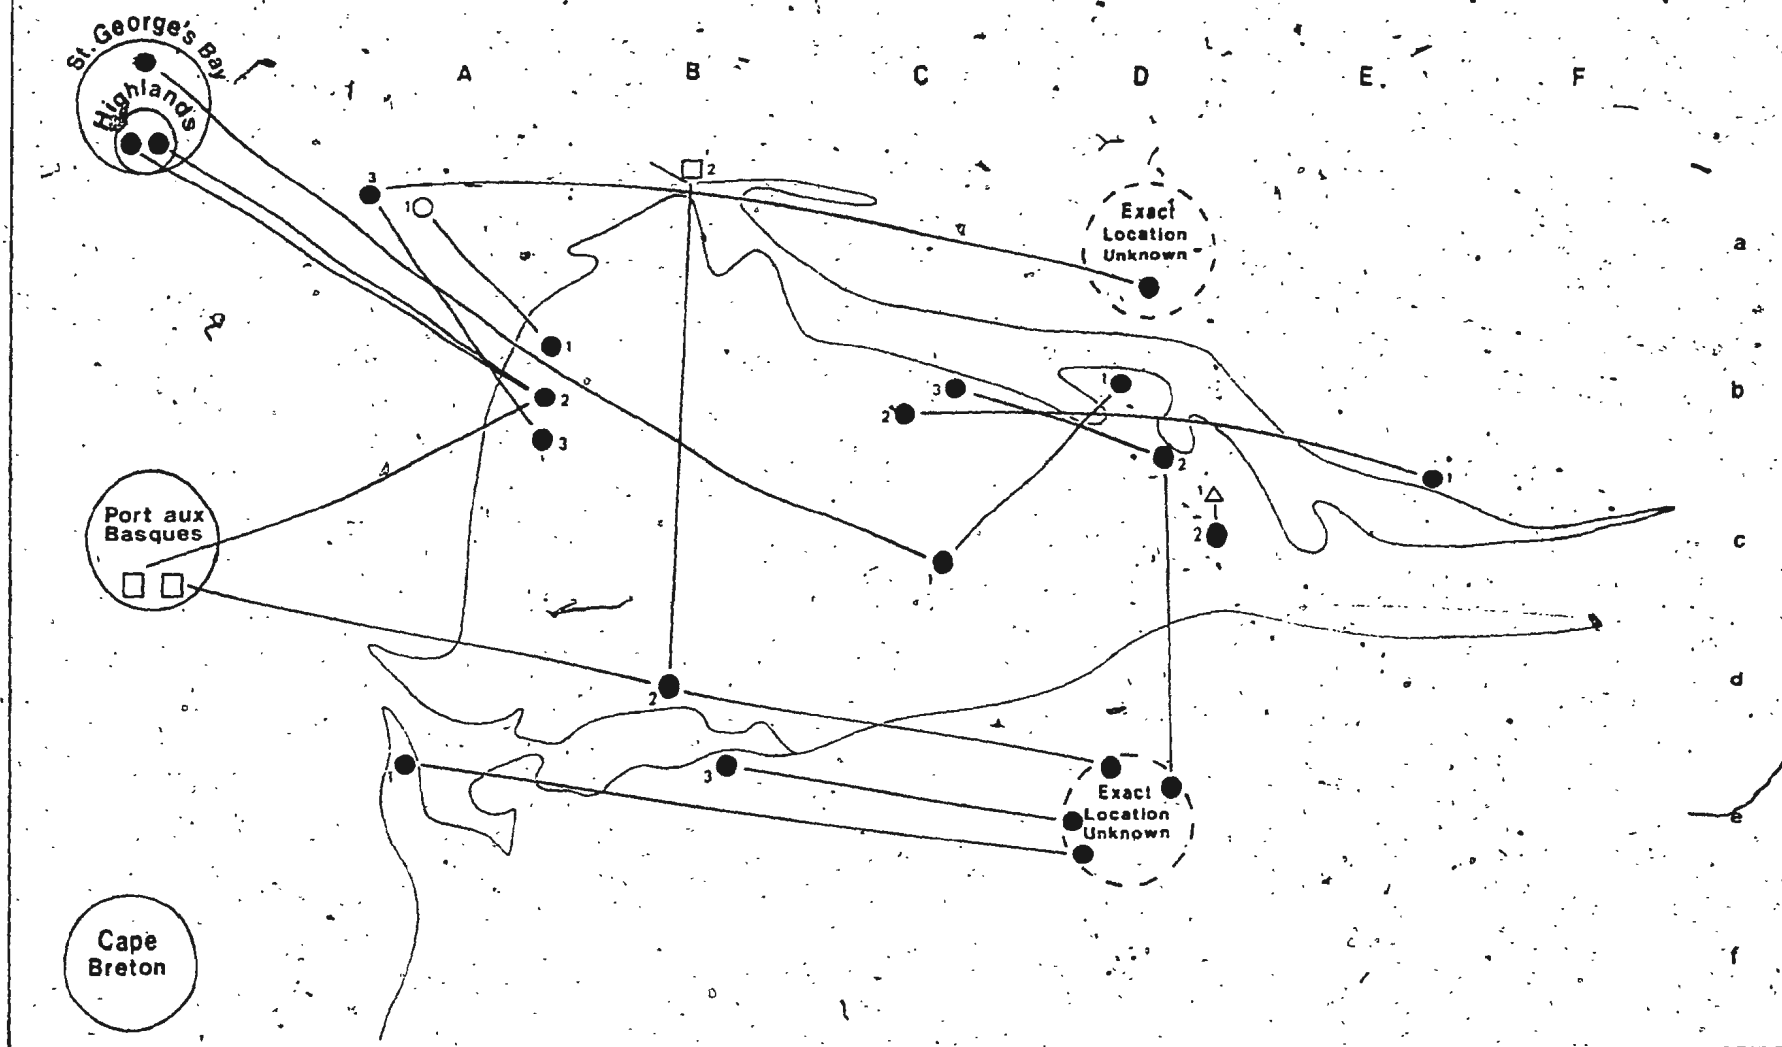 St. George's Bay
Highlands
A B C D E F
3
1
2
Exact
Location
Unknown
a
1
2
3
3
2
1
b
2
1
Port aux
Basques
1
2
c
1
2
d
1
3
Exact
Location
Unknown
e
Cape
Breton
f